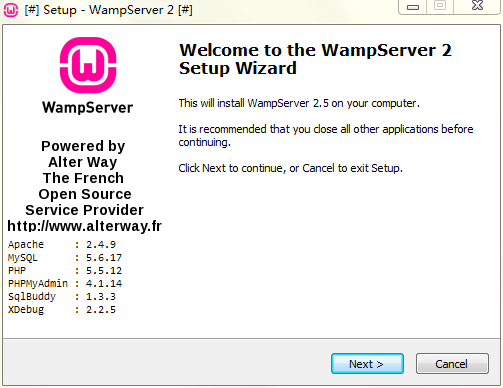 [#] Setup - WampServer 2 [#]
WampServer
Powered by
Alter Way
The French
Open Source
Service Provider
http://www.alterway.fr
Apache : 2.4.9
MySQL : 5.6.17
PHP : 5.5.12
PHPMyAdmin : 4.1.14
SqlBuddy : 1.3.3
XDebug : 2.2.5
Welcome to the WampServer 2
Setup Wizard
This will install WampServer 2.5 on your computer.
It is recommended that you close all other applications before
continuing.
Click Next to continue, or Cancel to exit Setup.
Next >
Cancel